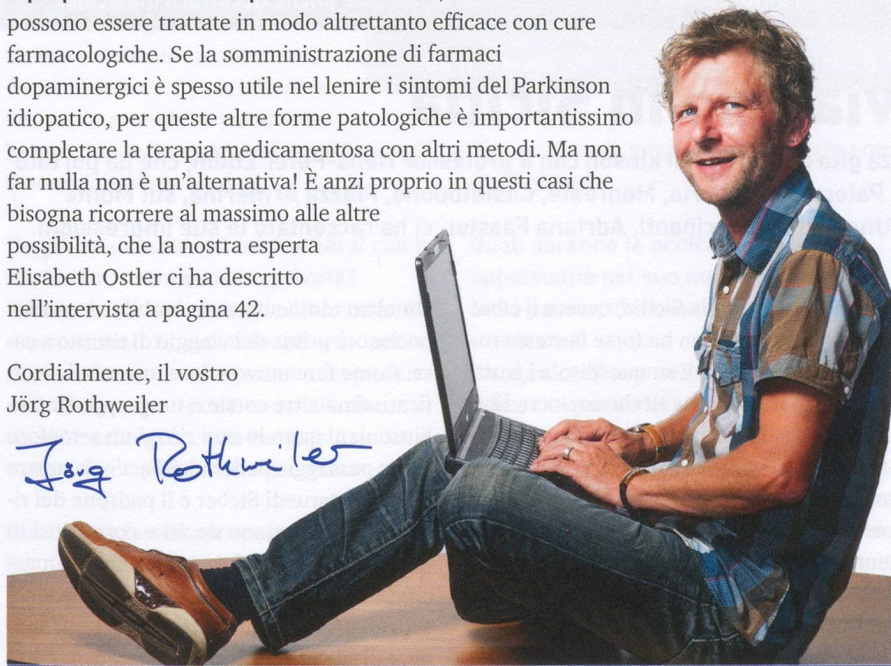 possono essere trattate in modo altrettanto efficace con cure
farmacologiche. Se la somministrazione di farmaci
dopaminergici è spesso utile nel lenire i sintomi del Parkinson
idiopatico, per queste altre forme patologiche è importantissimo
completare la terapia medicamentosa con altri metodi. Ma non
far nulla non è un’alternativa! È anzi proprio in questi casi che
bisogna ricorrere al massimo alle altre
possibilità, che la nostra esperta
Elisabeth Ostler ci ha descritto
nell’intervista a pagina 42.
Cordialmente, il vostro
Jörg Rothweiler
Jörg Rothweiler